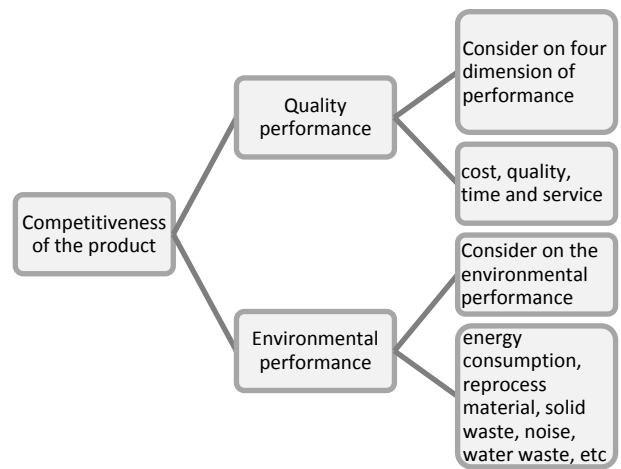 Competitiveness
of the product
Quality
performance
Consider on four
dimension of
performance
cost, quality,
time and service
Environmental
performance
Consider on the
environmental
performance
energy
consumption,
reprocess
material, solid
waste, noise,
water waste, etc